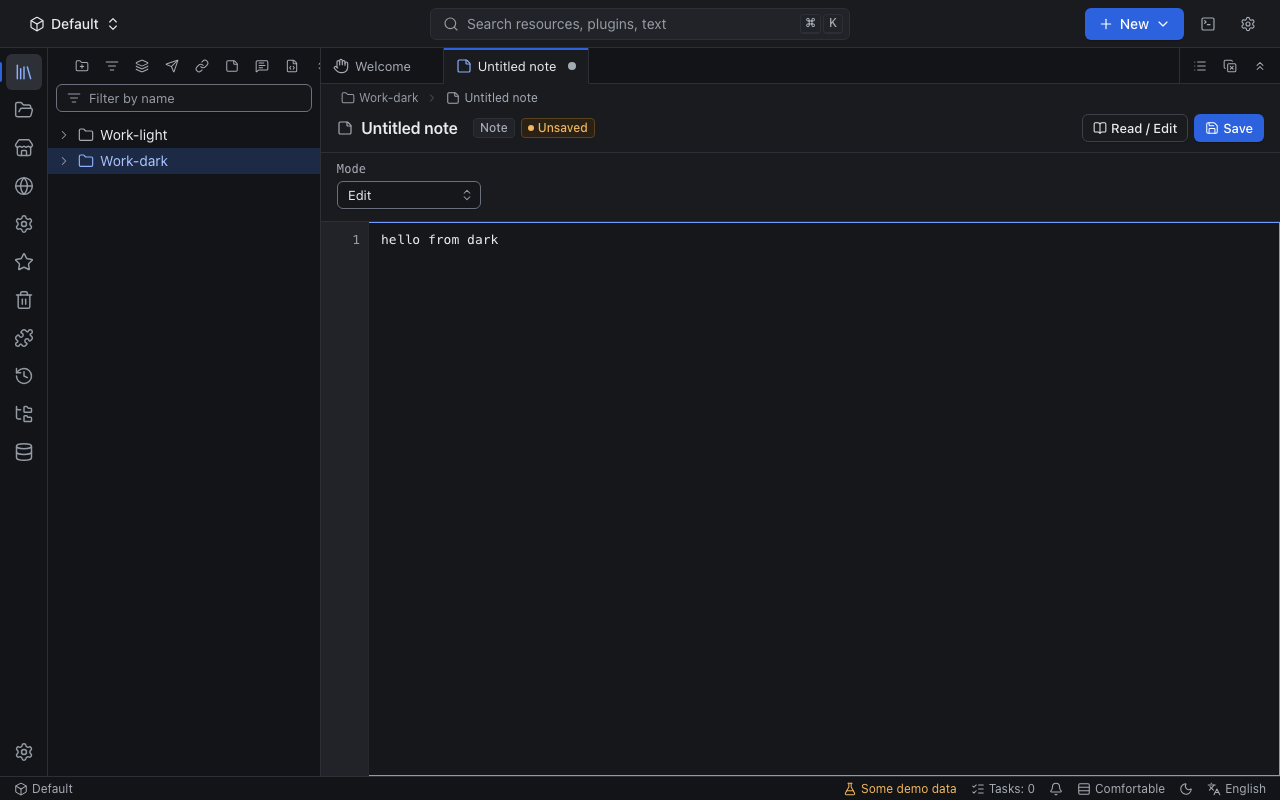 Default
Search resources, plugins, text
⌘ K
New
Welcome
Untitled note
Filter by name
Work-light
Work-dark
Work-dark
Untitled note
Untitled note
Note
Unsaved
Read / Edit
Save
Mode
Edit
1
hello from dark
Default
Some demo data
Tasks: 0
Comfortable
English